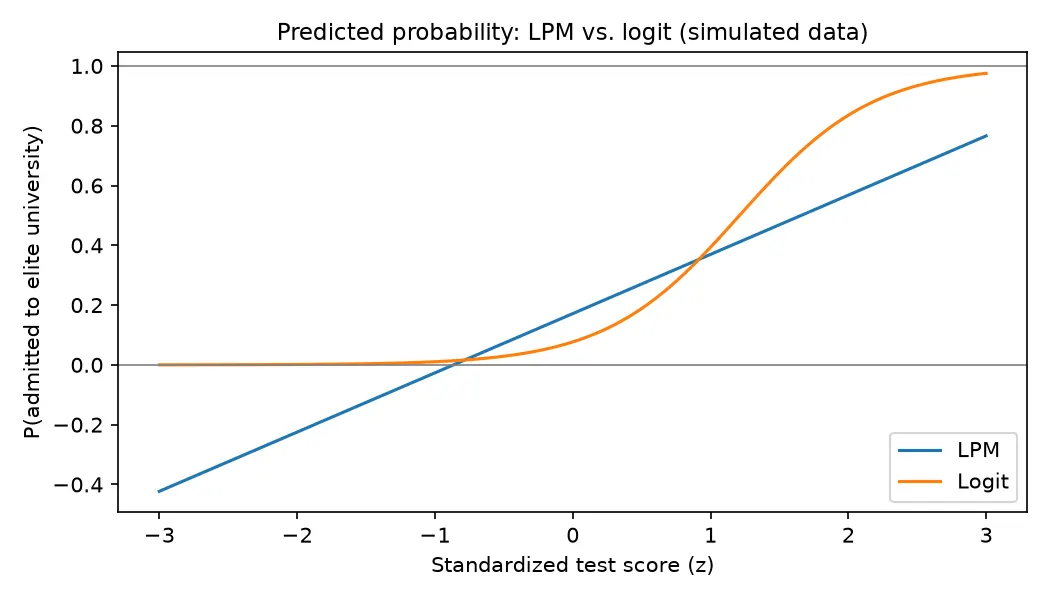 Predicted probability: LPM vs. logit (simulated data)
P(admitted to elite university)
1.0
0.8
0.6
0.4
0.2
0.0
−0.2
−0.4
LPM
Logit
−3 −2 −1 0 1 2 3
Standardized test score (z)